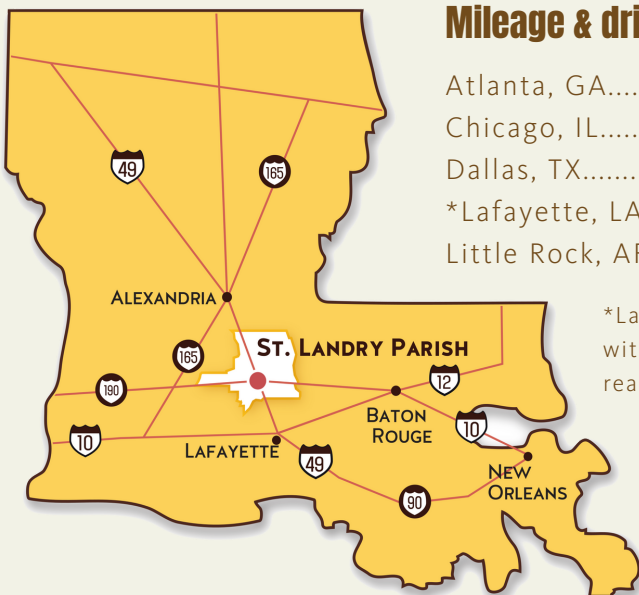 Mileage & dri
Atlanta, GA....
Chicago, IL.....
Dallas, TX.......
*Lafayette, LA
Little Rock, AR
*La
wit
rea
49
165
ALEXANDRIA
165
ST. LANDRY PARISH
190
12
10
BATON
ROUGE
10
LAFAYETTE
49
NEW
ORLEANS
90